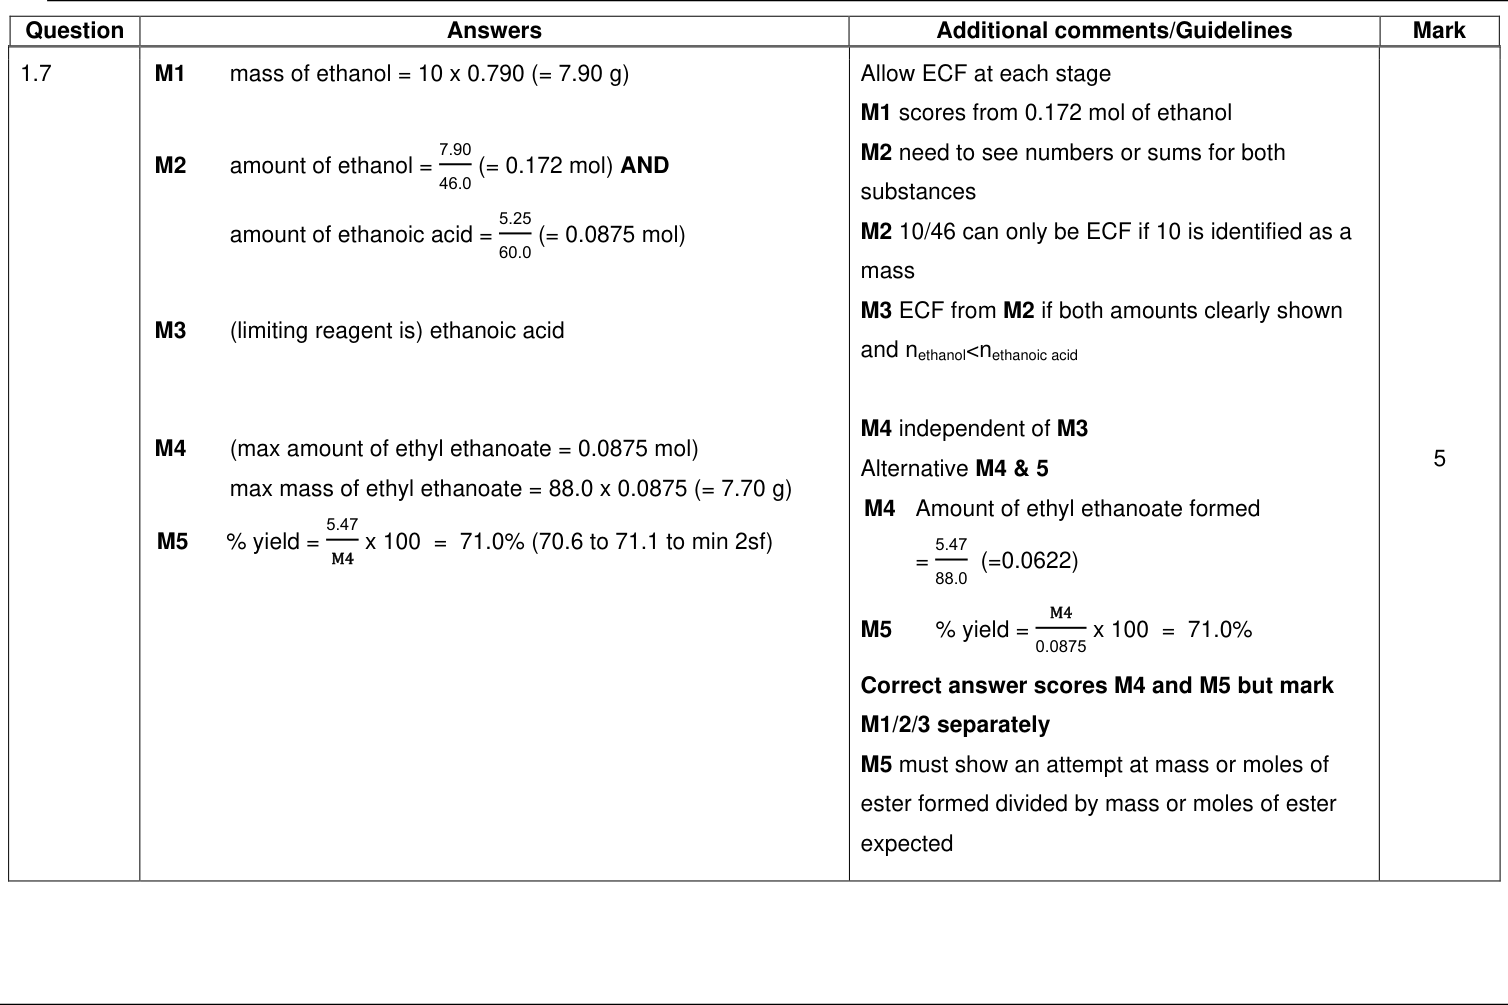 Question Answers Additional comments/Guidelines Mark
1.7
M1 mass of ethanol = 10 x 0.790 (= 7.90 g)
M2 amount of ethanol = 7.90/46.0 (= 0.172 mol) AND
amount of ethanoic acid = 5.25/60.0 (= 0.0875 mol)
M3 (limiting reagent is) ethanoic acid
M4 (max amount of ethyl ethanoate = 0.0875 mol)
max mass of ethyl ethanoate = 88.0 x 0.0875 (= 7.70 g)
M5 % yield = 5.47/M4 x 100 = 71.0% (70.6 to 71.1 to min 2sf)
Allow ECF at each stage
M1 scores from 0.172 mol of ethanol
M2 need to see numbers or sums for both
substances
M2 10/46 can only be ECF if 10 is identified as a
mass
M3 ECF from M2 if both amounts clearly shown
and nethanol<nethanoic acid
M4 independent of M3
Alternative M4 & 5
M4 Amount of ethyl ethanoate formed
= 5.47/88.0 (=0.0622)
M5 % yield = M4/0.0875 x 100 = 71.0%
Correct answer scores M4 and M5 but mark
M1/2/3 separately
M5 must show an attempt at mass or moles of
ester formed divided by mass or moles of ester
expected
5